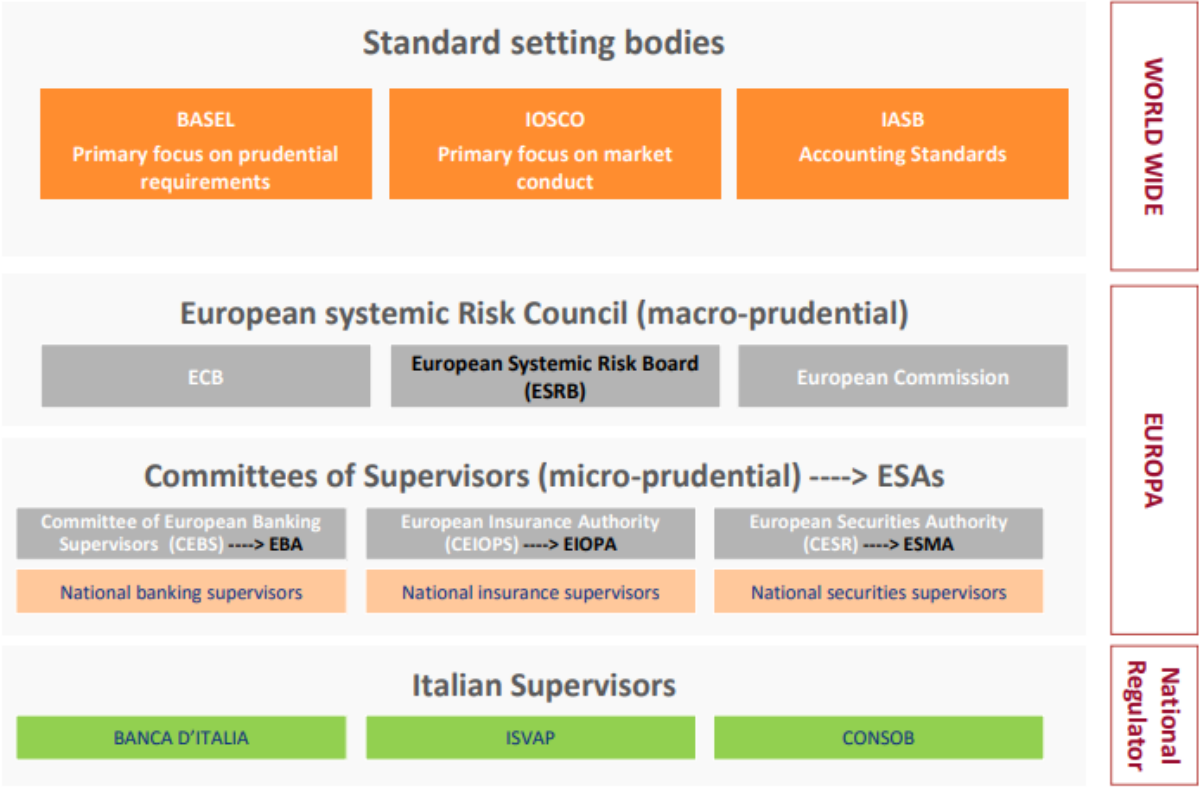 Standard setting bodies
BASEL
Primary focus on prudential
requirements
IOSCO
Primary focus on market
conduct
IASB
Accounting Standards
WORLD WIDE
European systemic Risk Council (macro-prudential)
ECB
European Systemic Risk Board
(ESRB)
European Commission
EUROPA
Committees of Supervisors (micro-prudential) ----> ESAs
Committee of European Banking
Supervisors (CEBS) ----> EBA
European Insurance Authority
(CEIOPS) ----> EIOPA
European Securities Authority
(CESR) ----> ESMA
National banking supervisors
National insurance supervisors
National securities supervisors
Italian Supervisors
BANCA D'ITALIA
ISVAP
CONSOB
National
Regulator